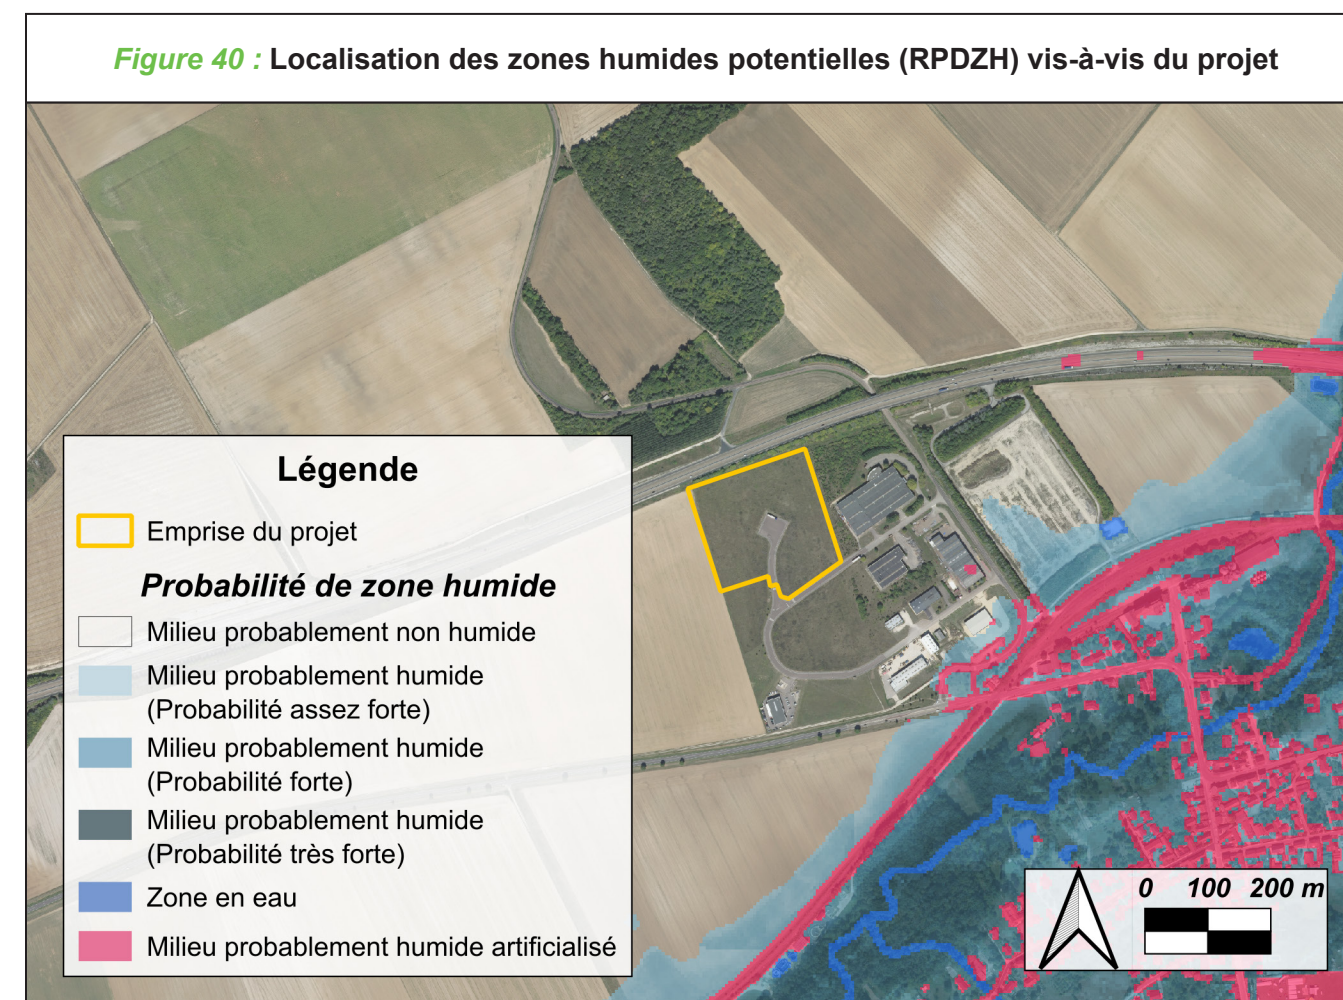 Figure 40 : Localisation des zones humides potentielles (RPDZH) vis-à-vis du projet
Légende
Emprise du projet
Probabilité de zone humide
Milieu probablement non humide
Milieu probablement humide
(Probabilité assez forte)
Milieu probablement humide
(Probabilité forte)
Milieu probablement humide
(Probabilité très forte)
Zone en eau
Milieu probablement humide artificialisé
0 100 200 m